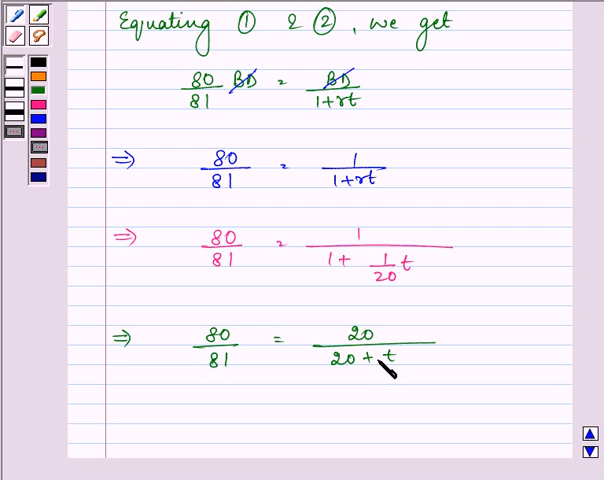 Equating ① & ②, we get
80/81 BD = BD/1+rt
⇒ 80/81 = 1/1+rt
⇒ 80/81 = 1/1+ 1/20 t
⇒ 80/81 = 20/20 + t